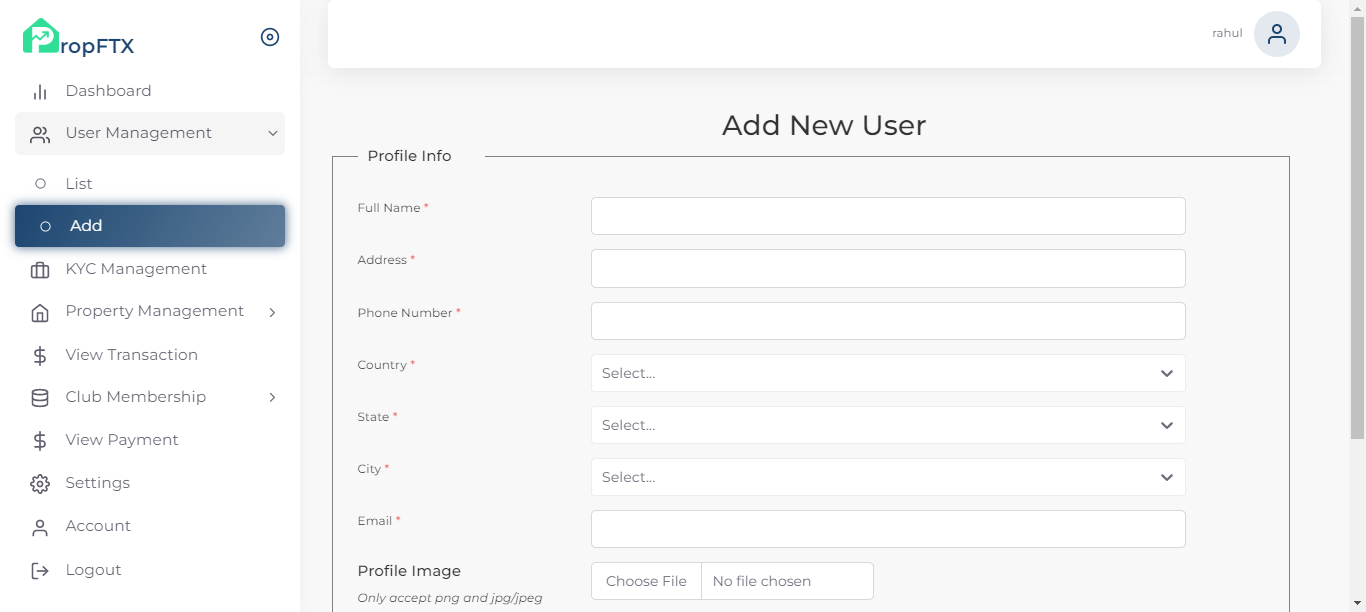 PropFTX
Dashboard
User Management
List
Add
KYC Management
Property Management
View Transaction
Club Membership
View Payment
Settings
Account
Logout
rahul
Add New User
Profile Info
Full Name *
Address *
Phone Number *
Country *
Select...
State *
Select...
City *
Select...
Email *
Profile Image
Choose File No file chosen
Only accept png and jpg/jpeg